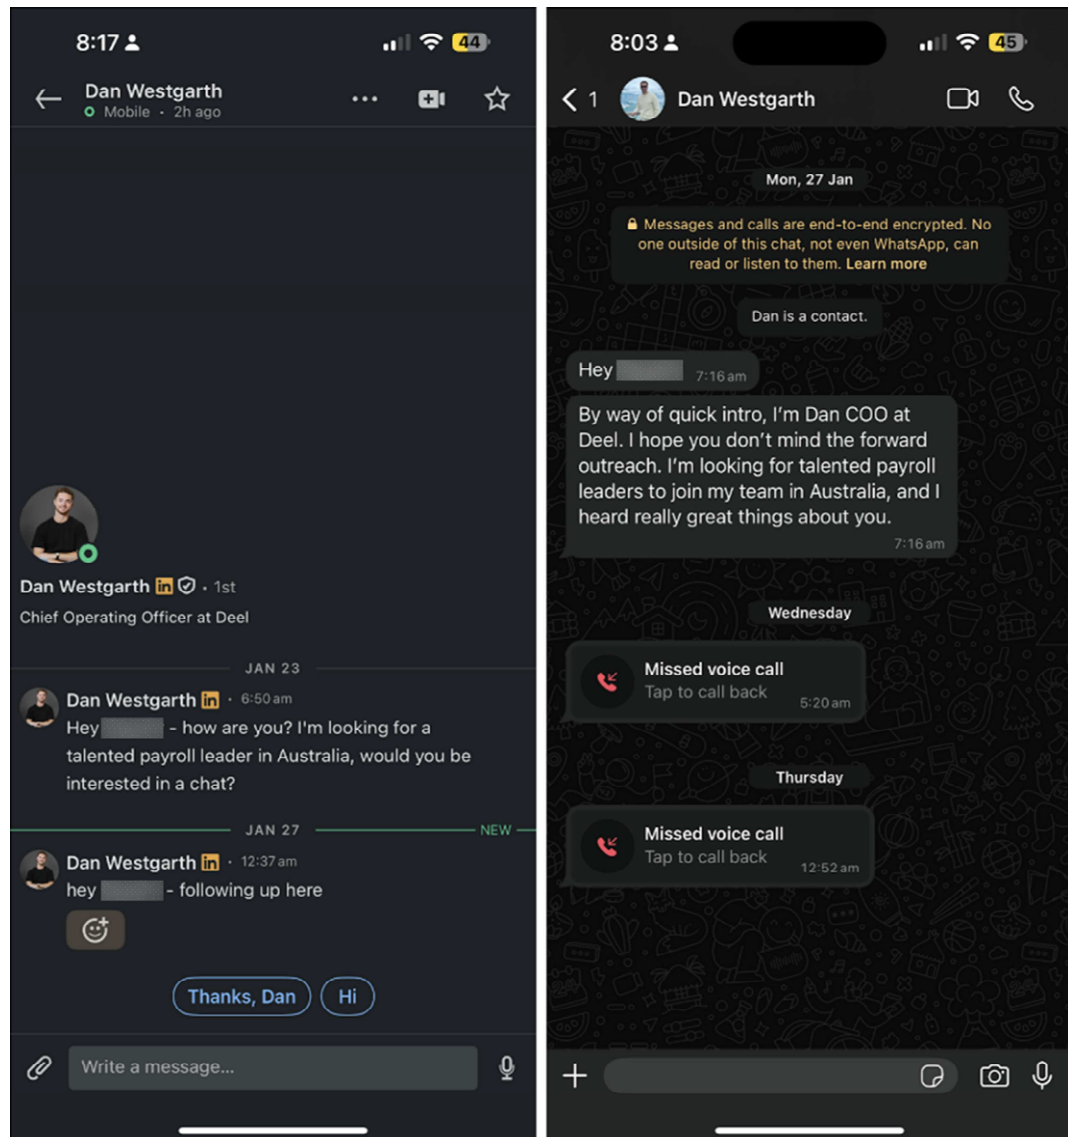 8:17
44
Dan Westgarth
Mobile • 2h ago
Dan Westgarth in • 1st
Chief Operating Officer at Deel
JAN 23
Dan Westgarth in • 6:50 am
Hey - how are you? I'm looking for a
talented payroll leader in Australia, would you be
interested in a chat?
JAN 27
NEW
Dan Westgarth in • 12:37 am
hey - following up here
Thanks, Dan
Hi
Write a message...
8:03
45
1
Dan Westgarth
Mon, 27 Jan
Messages and calls are end-to-end encrypted. No
one outside of this chat, not even WhatsApp, can
read or listen to them. Learn more
Dan is a contact.
Hey
7:16 am
By way of quick intro, I'm Dan COO at
Deel. I hope you don't mind the forward
outreach. I'm looking for talented payroll
leaders to join my team in Australia, and I
heard really great things about you.
7:16 am
Wednesday
Missed voice call
Tap to call back
5:20 am
Thursday
Missed voice call
Tap to call back
12:52 am